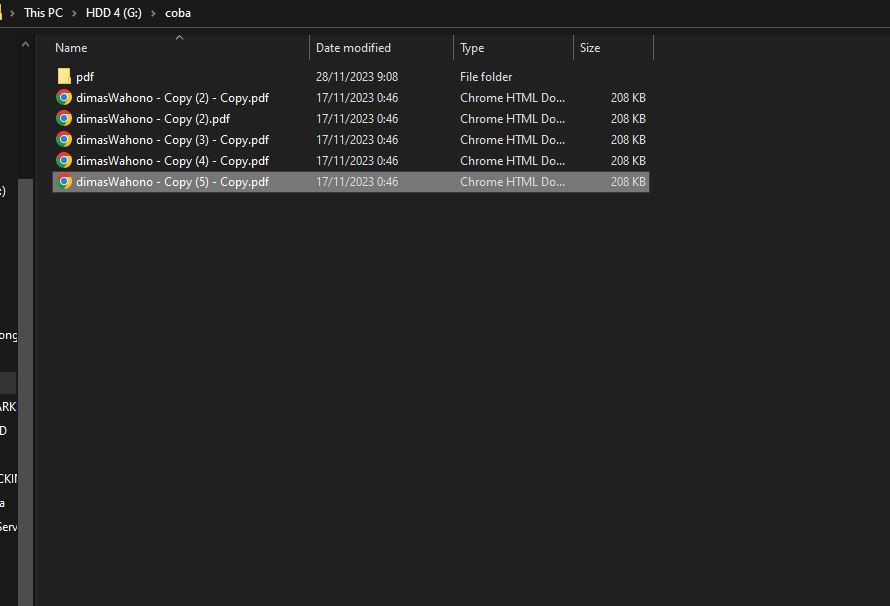 This PC > HDD 4 (G:) > coba
Name Date modified Type Size
pdf 28/11/2023 9:08 File folder
dimasWahono - Copy (2) - Copy.pdf 17/11/2023 0:46 Chrome HTML Do... 208 KB
dimasWahono - Copy (2).pdf 17/11/2023 0:46 Chrome HTML Do... 208 KB
dimasWahono - Copy (3) - Copy.pdf 17/11/2023 0:46 Chrome HTML Do... 208 KB
dimasWahono - Copy (4) - Copy.pdf 17/11/2023 0:46 Chrome HTML Do... 208 KB
dimasWahono - Copy (5) - Copy.pdf 17/11/2023 0:46 Chrome HTML Do... 208 KB
:)
ong
ARK
D
CKIN
a
Serv